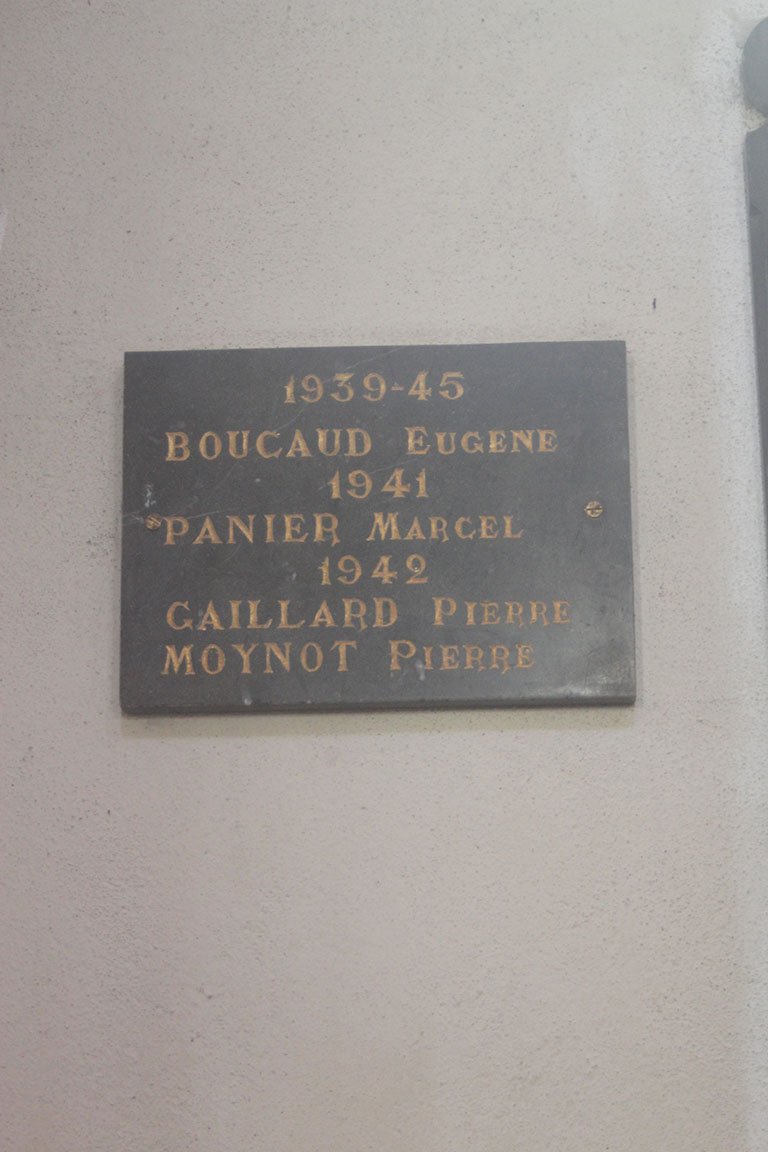 1939-45
BOUCAUD EUGENE
1941
PANIER MARCEL
1942
GAILLARD PIERRE
MOYNOT PIERRE